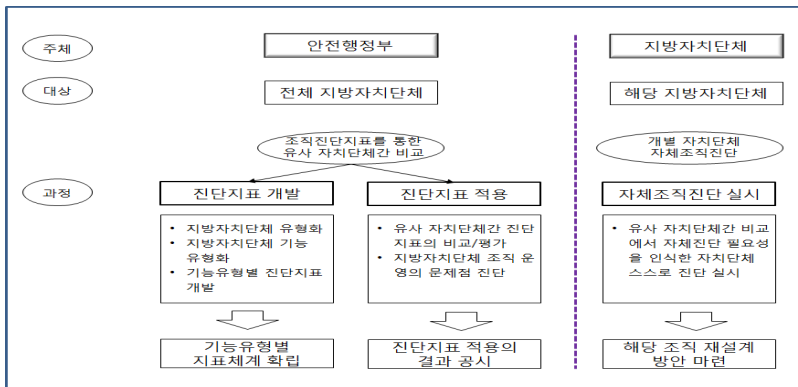 주체
안전행정부
지방자치단체
대상
전체 지방자치단체
해당 지방자치단체
조직진단지표를 통한
유사 자치단체간 비교
개별 자치단체
자체조직진단
과정
진단지표 개발
진단지표 적용
자체조직진단 실시
• 지방자치단체 유형화
• 지방자치단체 기능
유형화
• 기능유형별 진단지표
개발
• 유사 자치단체간 진단
지표의 비교/평가
• 지방자치단체 조직 운
영의 문제점 진단
• 유사 자치단체간 비교
에서 자체진단 필요성
을 인식한 자치단체
스스로 진단 실시
기능유형별
지표체계 확립
진단지표 적용의
결과 공시
해당 조직 재설계
방안 마련